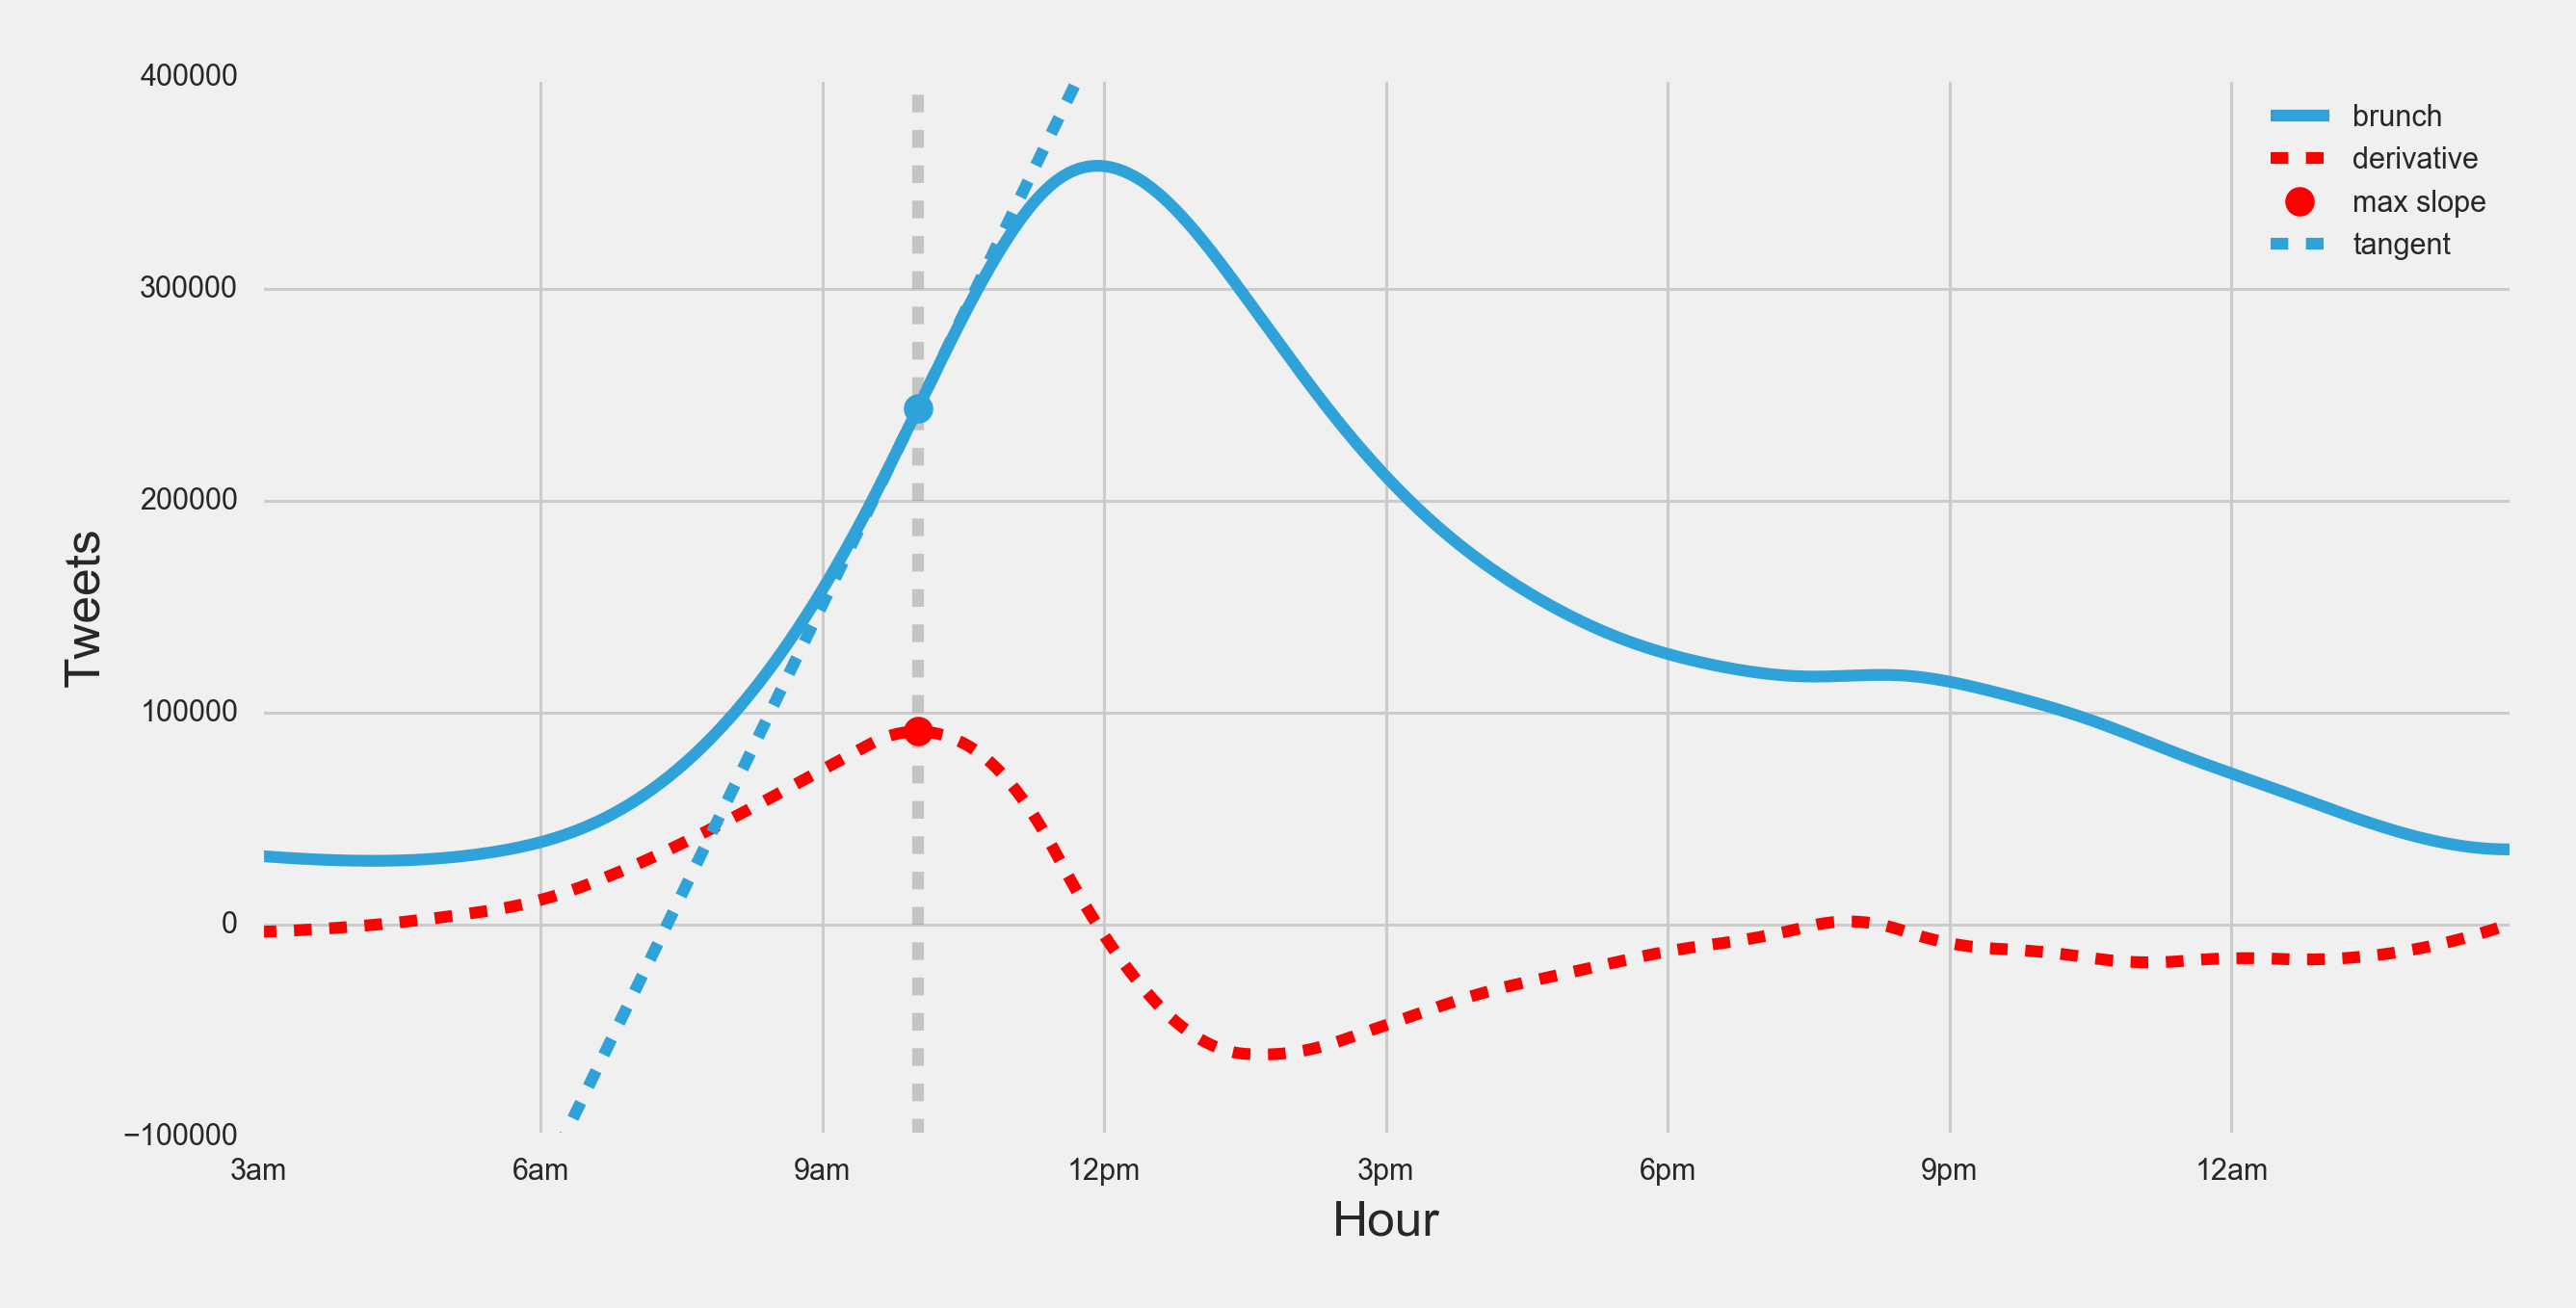 400000
300000
200000
100000
0
−100000
Tweets
3am
6am
9am
12pm
3pm
6pm
9pm
12am
Hour
brunch
derivative
max slope
tangent